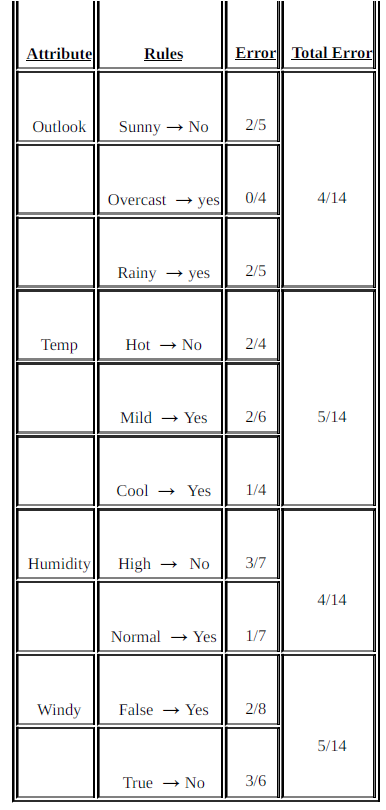 Attribute Rules Error Total Error
Outlook Sunny → No 2/5
Overcast → yes 0/4 4/14
Rainy → yes 2/5
Temp Hot → No 2/4
Mild → Yes 2/6 5/14
Cool → Yes 1/4
Humidity High → No 3/7
4/14
Normal → Yes 1/7
Windy False → Yes 2/8
5/14
True → No 3/6